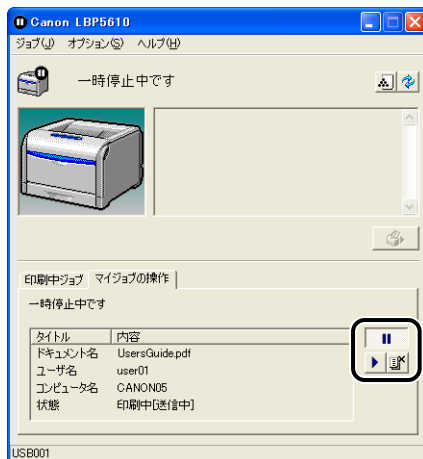 Canon LBP5610
ジョブ(J) オプション(S) ヘルプ(H)
一時停止中です
印刷中ジョブ マイジョブの操作
一時停止中です
タイトル 内容
ドキュメント名 UsersGuide.pdf
ユーザ名 user01
コンピュータ名 CANON05
状態 印刷中[送信中]
USB001